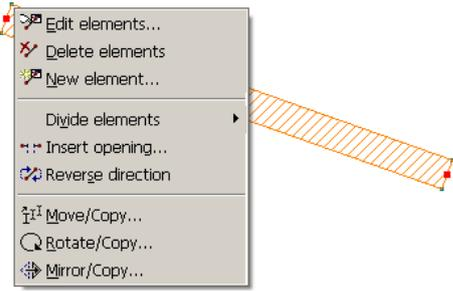 Edit elements...
Delete elements
New element...
Divide elements
Insert opening...
Reverse direction
Move/Copy...
Rotate/Copy...
Mirror/Copy...